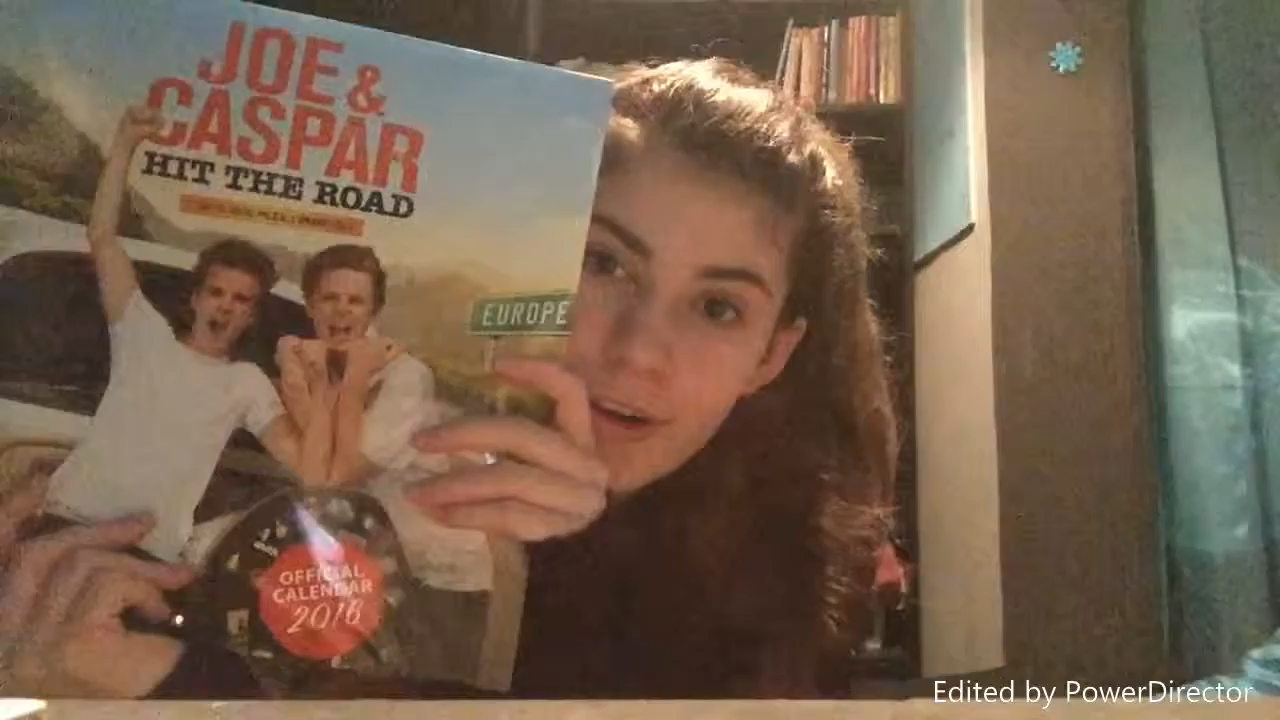 JOE &
CASPAR
HIT THE ROAD
EUROPE
OFFICIAL
CALENDAR
2016
Edited by PowerDirector